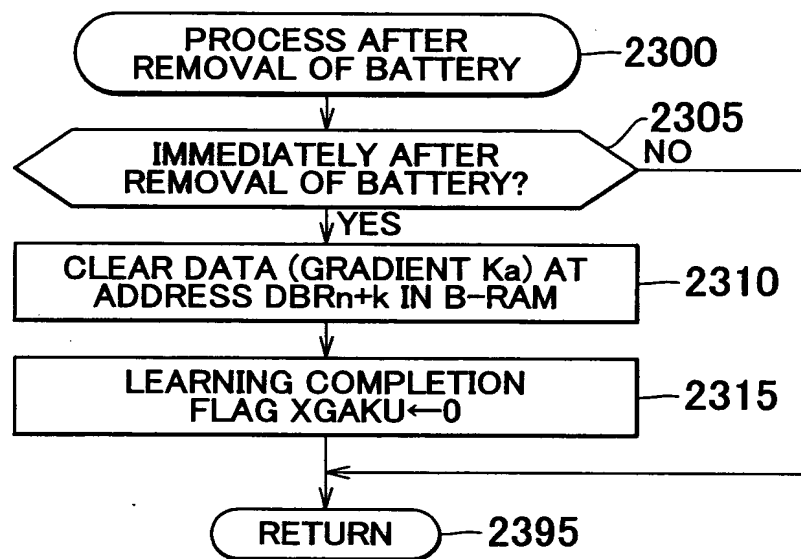 PROCESS AFTER
REMOVAL OF BATTERY
2300
2305
IMMEDIATELY AFTER
REMOVAL OF BATTERY?
NO
YES
CLEAR DATA (GRADIENT Ka) AT
ADDRESS DBRn+k IN B-RAM
2310
LEARNING COMPLETION
FLAG XGAKU←0
2315
RETURN
2395